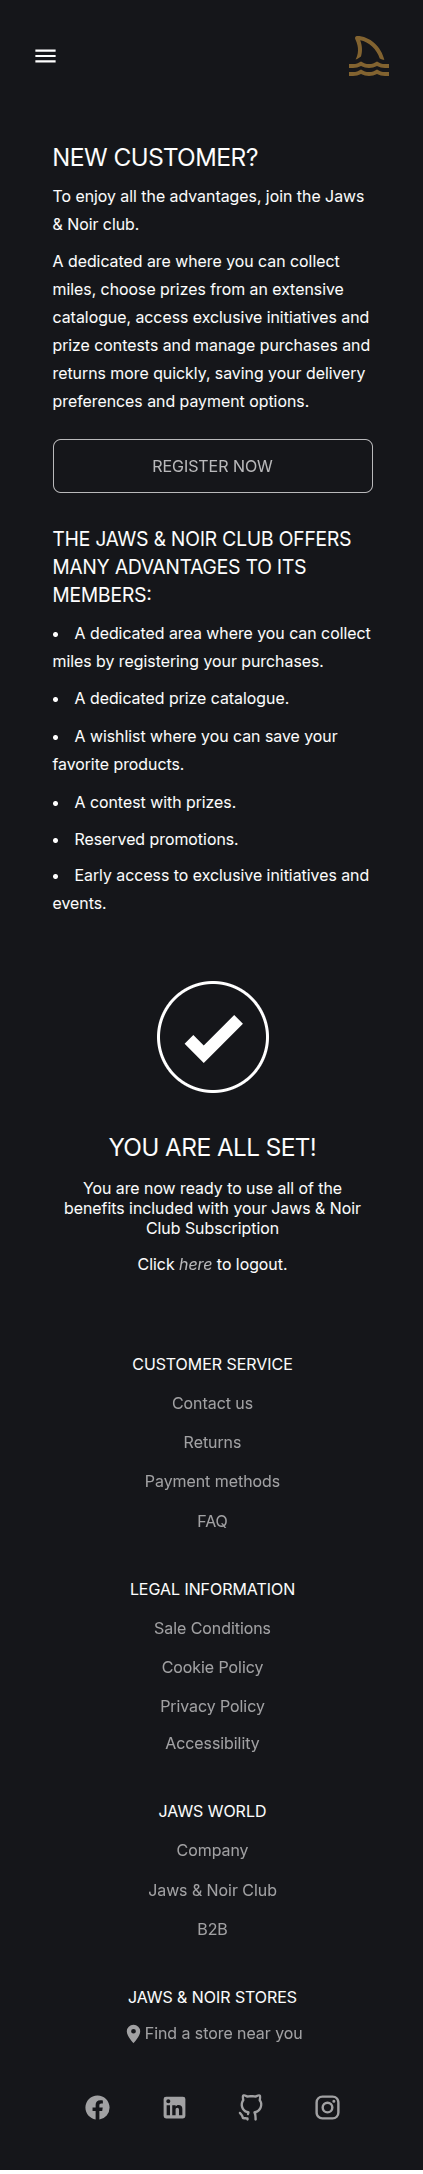 NEW CUSTOMER?
To enjoy all the advantages, join the Jaws
& Noir club.
A dedicated are where you can collect
miles, choose prizes from an extensive
catalogue, access exclusive initiatives and
prize contests and manage purchases and
returns more quickly, saving your delivery
preferences and payment options.
REGISTER NOW
THE JAWS & NOIR CLUB OFFERS
MANY ADVANTAGES TO ITS
MEMBERS:
• A dedicated area where you can collect
miles by registering your purchases.
• A dedicated prize catalogue.
• A wishlist where you can save your
favorite products.
• A contest with prizes.
• Reserved promotions.
• Early access to exclusive initiatives and
events.
YOU ARE ALL SET!
You are now ready to use all of the
benefits included with your Jaws & Noir
Club Subscription
Click here to logout.
CUSTOMER SERVICE
Contact us
Returns
Payment methods
FAQ
LEGAL INFORMATION
Sale Conditions
Cookie Policy
Privacy Policy
Accessibility
JAWS WORLD
Company
Jaws & Noir Club
B2B
JAWS & NOIR STORES
Find a store near you